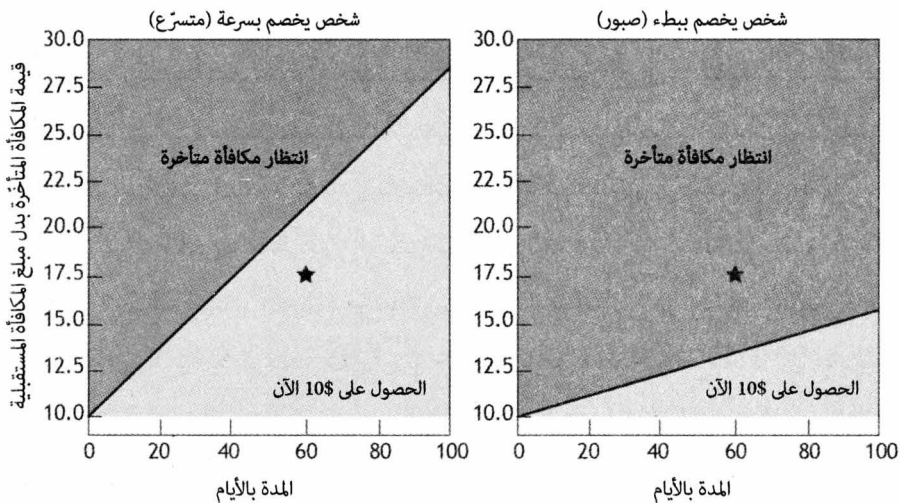 شخص يخصم بسرعة (متسرّع)
قيمة المكافأة المتأخرة بدل مبلغ المكافأة المستقبلية
30.0
27.5
25.0
22.5
20.0
17.5
15.0
12.5
10.0
انتظار مكافأة متأخرة
الحصول على 10$ الآن
0 20 40 60 80 100
المدة بالأيام
شخص يخصم ببطء (صبور)
30.0
27.5
25.0
22.5
20.0
17.5
15.0
12.5
10.0
انتظار مكافأة متأخرة
الحصول على 10$ الآن
0 20 40 60 80 100
المدة بالأيام